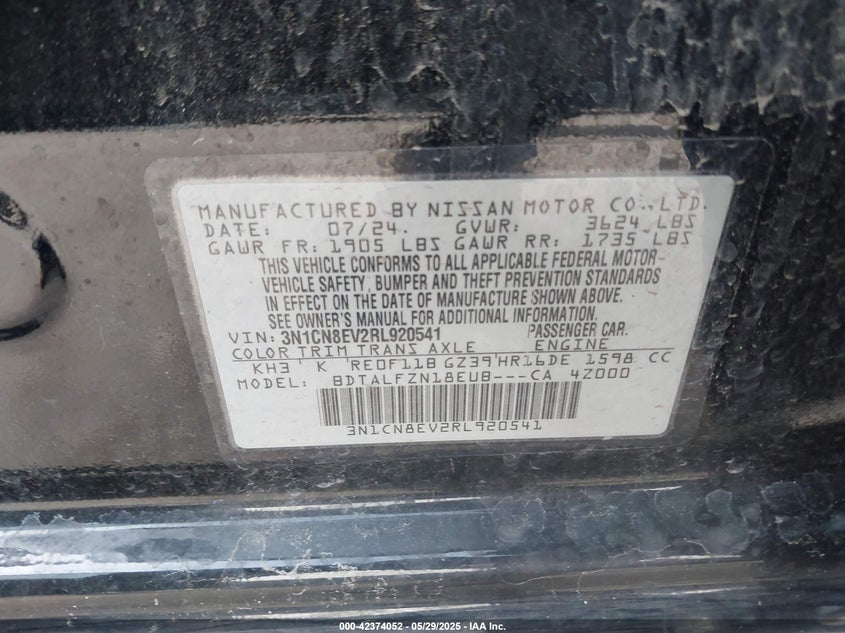 MANUFACTURED BY NISSAN MOTOR CO., LTD.
DATE: 07/24. GVWR: 3624 LBS
GAWR FR: 1905 LBS GAWR RR: 1735 LBS
THIS VEHICLE CONFORMS TO ALL APPLICABLE FEDERAL MOTOR
VEHICLE SAFETY, BUMPER AND THEFT PREVENTION STANDARDS
IN EFFECT ON THE DATE OF MANUFACTURE SHOWN ABOVE.
SEE OWNER'S MANUAL FOR ADDITIONAL INFORMATION.
VIN: 3N1CN8EV2RL920541 PASSENGER CAR.
COLOR TRIM TRANS AXLE ENGINE
KH3 K RE0F11B GZ39 HR16DE 1598 CC
MODEL: BDTALFZN18EUB---CA 4Z000
3N1CN8EV2RL920541
000-42374052 - 05/29/2025 - IAA Inc.